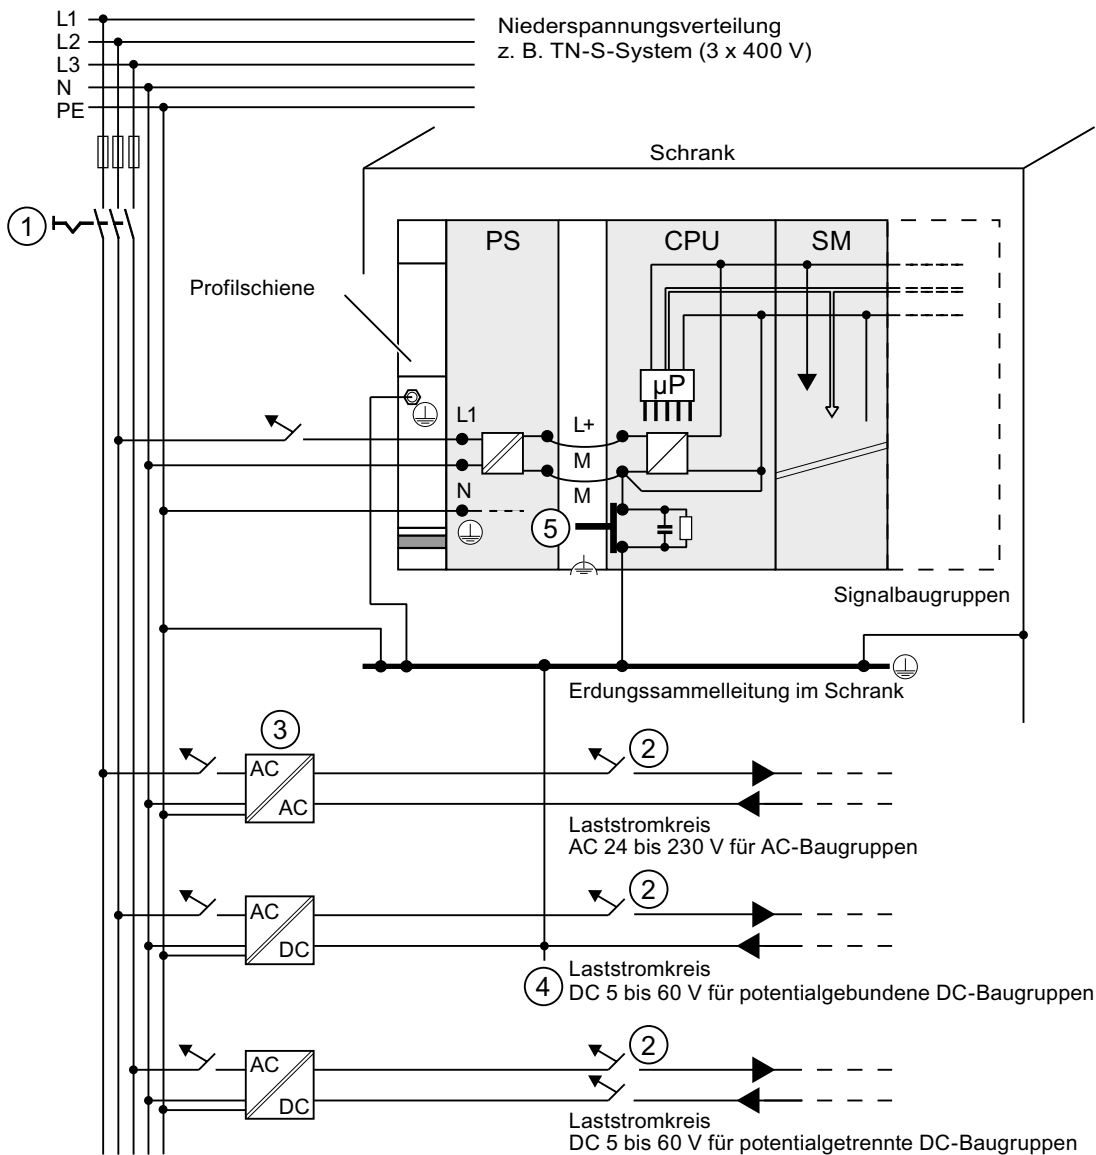 L1
L2
L3
N
PE
Niederspannungsverteilung
z. B. TN-S-System (3 x 400 V)
Schrank
1
PS
CPU
SM
Profilschiene
µP
L1
L+
M
N
M
5
Signalbaugruppen
Erdungssammelleitung im Schrank
3
2
AC
AC
Laststromkreis
AC 24 bis 230 V für AC-Baugruppen
2
AC
DC
4
Laststromkreis
DC 5 bis 60 V für potentialgebundene DC-Baugruppen
2
AC
DC
Laststromkreis
DC 5 bis 60 V für potentialgetrennte DC-Baugruppen